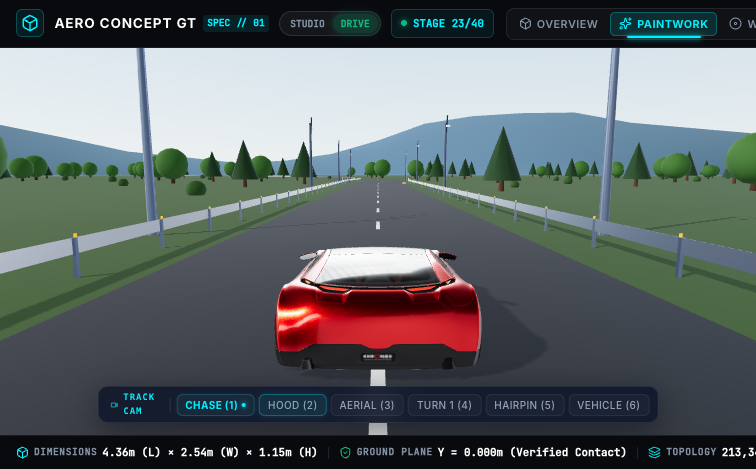 AERO CONCEPT GT SPEC // 01 STUDIO DRIVE STAGE 23/40 OVERVIEW PAINTWORK W
TRACK CAM CHASE (1) HOOD (2) AERIAL (3) TURN 1 (4) HAIRPIN (5) VEHICLE (6)
DIMENSIONS 4.36m (L) × 2.54m (W) × 1.15m (H) GROUND PLANE Y = 0.000m (Verified Contact) TOPOLOGY 213,